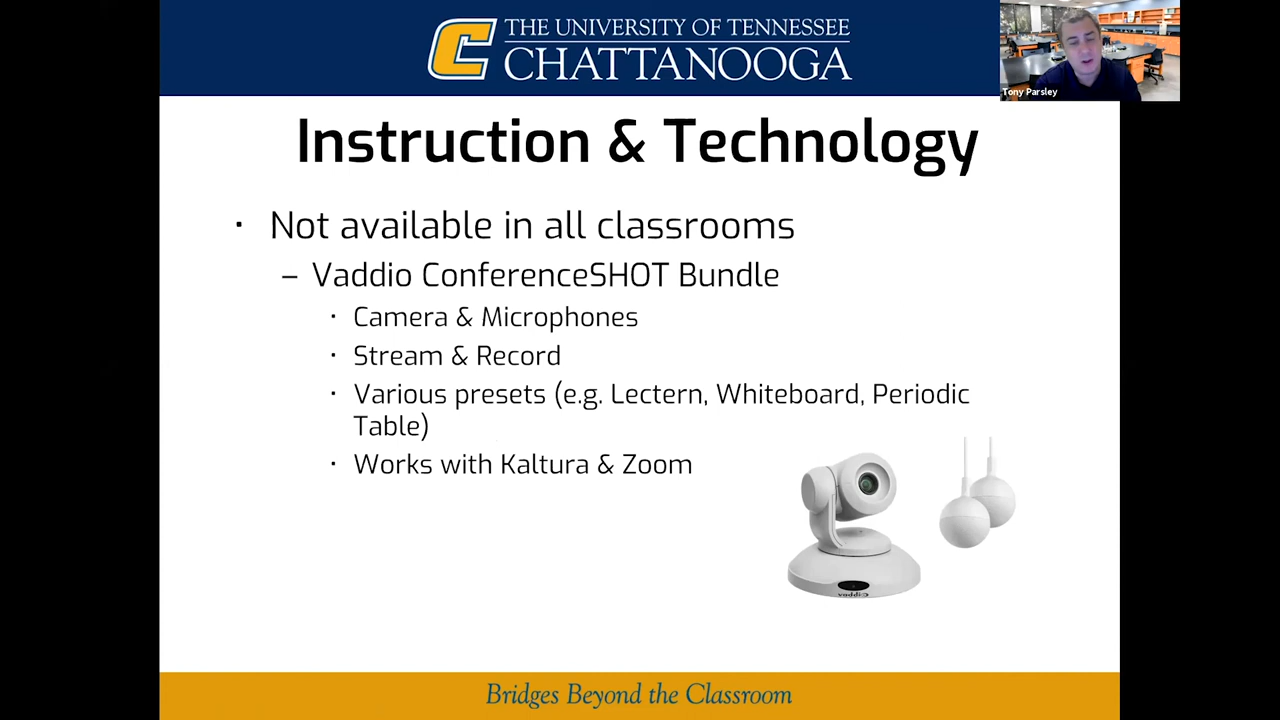 THE UNIVERSITY OF TENNESSEE
CHATTANOOGA
Tony Parsley
Instruction & Technology
· Not available in all classrooms
– Vaddio ConferenceSHOT Bundle
· Camera & Microphones
· Stream & Record
· Various presets (e.g. Lectern, Whiteboard, Periodic
Table)
· Works with Kaltura & Zoom
Bridges Beyond the Classroom